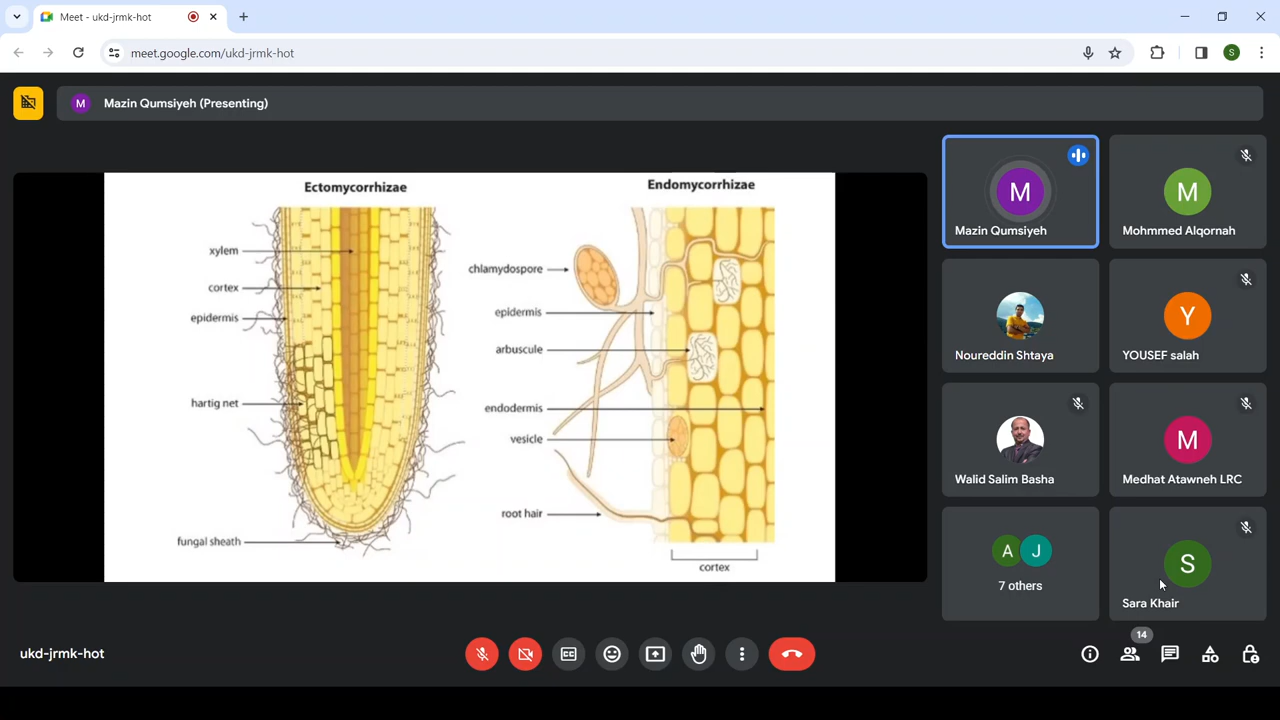 Meet - ukd-jrmk-hot
meet.google.com/ukd-jrmk-hot
S
M
Mazin Qumsiyeh (Presenting)
Ectomycorrhizae
xylem
cortex
epidermis
hartig net
fungal sheath
Endomycorrhizae
chlamydospore
epidermis
arbuscule
endodermis
vesicle
root hair
cortex
M
Mazin Qumsiyeh
M
Mohmmed Alqornah
Noureddin Shtaya
Y
YOUSEF salah
Walid Salim Basha
M
Medhat Atawneh LRC
A J
7 others
S
Sara Khair
ukd-jrmk-hot
14